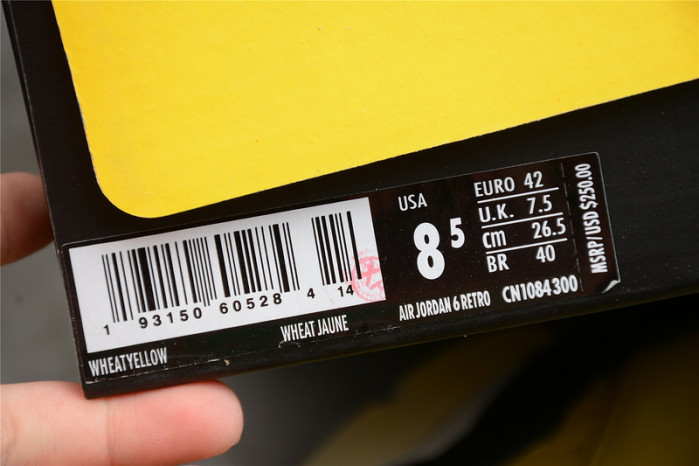 USA
8 5
EURO 42
U.K. 7.5
cm 26.5
BR 40
MSRP/USD $250.00
1 93150 60528 4 14
WHEATYELLOW
WHEAT JAUNE
AIR JORDAN 6 RETRO
CN1084300